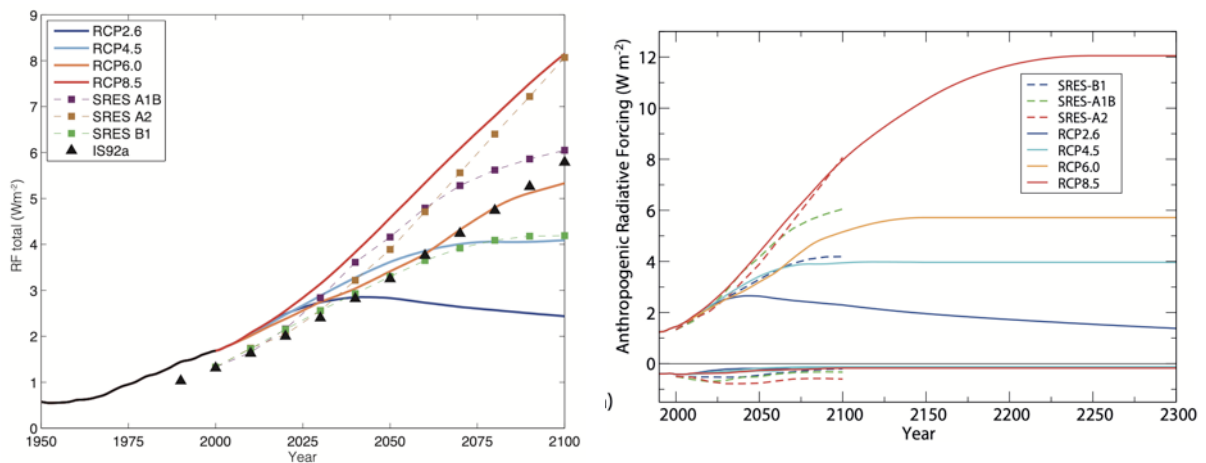 RF total (Wm-2)
9
8
7
6
5
4
3
2
1
0
RCP2.6
RCP4.5
RCP6.0
RCP8.5
SRES A1B
SRES A2
SRES B1
IS92a
1950 1975 2000 2025 2050 2075 2100
Year
Anthropogenic Radiative Forcing (W m-2)
12
10
8
6
4
2
0
SRES-B1
SRES-A1B
SRES-A2
RCP2.6
RCP4.5
RCP6.0
RCP8.5
)
2000 2050 2100 2150 2200 2250 2300
Year